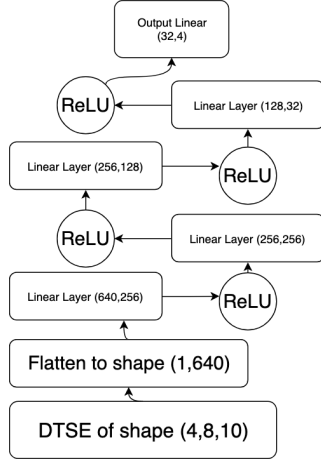 Output Linear
(32,4)
ReLU
Linear Layer (128,32)
Linear Layer (256,128)
ReLU
ReLU
Linear Layer (256,256)
Linear Layer (640,256)
ReLU
Flatten to shape (1,640)
DTSE of shape (4,8,10)